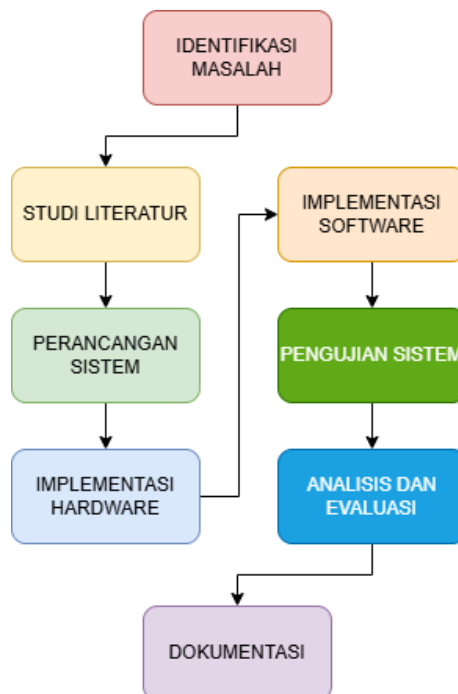 IDENTIFIKASI
MASALAH
STUDI LITERATUR
PERANCANGAN
SISTEM
IMPLEMENTASI
HARDWARE
IMPLEMENTASI
SOFTWARE
PENGUJIAN SISTEM
ANALISIS DAN
EVALUASI
DOKUMENTASI